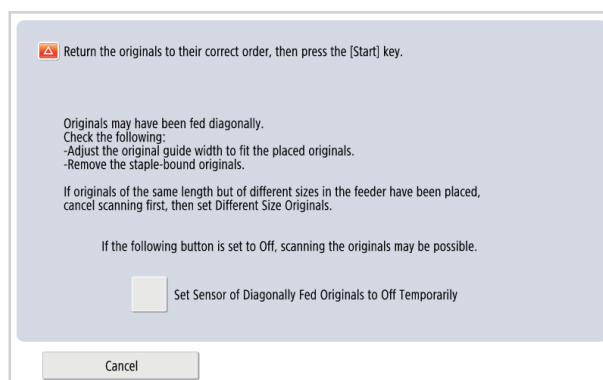 Return the originals to their correct order, then press the [Start] key.
Originals may have been fed diagonally.
Check the following:
-Adjust the original guide width to fit the placed originals.
-Remove the staple-bound originals.
If originals of the same length but of different sizes in the feeder have been placed,
cancel scanning first, then set Different Size Originals.
If the following button is set to Off, scanning the originals may be possible.
Set Sensor of Diagonally Fed Originals to Off Temporarily
Cancel